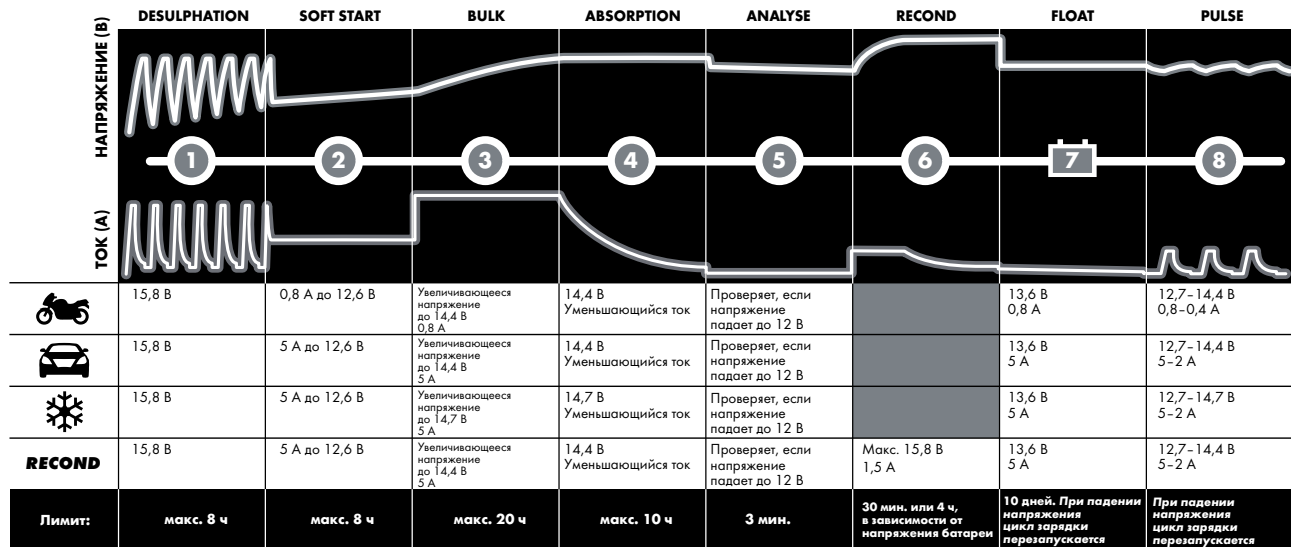 DESULPHATION SOFT START BULK ABSORPTION ANALYSE RECOND FLOAT PULSE
НАПРЯЖЕНИЕ (В)
1 2 3 4 5 6 7 8
ТОК (А)
15,8 В
0,8 А до 12,6 В
Увеличивающееся
напряжение
до 14,4 В
0,8 А
14,4 В
Уменьшающийся ток
Проверяет, если
напряжение
падает до 12 В
13,6 В
0,8 А
12,7–14,4 В
0,8–0,4 А
15,8 В
5 А до 12,6 В
Увеличивающееся
напряжение
до 14,4 В
5 А
14,4 В
Уменьшающийся ток
Проверяет, если
напряжение
падает до 12 В
13,6 В
5 А
12,7–14,4 В
5–2 А
15,8 В
5 А до 12,6 В
Увеличивающееся
напряжение
до 14,7 В
5 А
14,7 В
Уменьшающийся ток
Проверяет, если
напряжение
падает до 12 В
13,6 В
5 А
12,7–14,7 В
5–2 А
RECOND
15,8 В
5 А до 12,6 В
Увеличивающееся
напряжение
до 14,4 В
5 А
14,4 В
Уменьшающийся ток
Проверяет, если
напряжение
падает до 12 В
Макс. 15,8 В
1,5 А
13,6 В
5 А
12,7–14,4 В
5–2 А
Лимит:
макс. 8 ч
макс. 8 ч
макс. 20 ч
макс. 10 ч
3 мин.
30 мин. или 4 ч,
в зависимости от
напряжения батареи
10 дней. При падении
напряжения
цикл зарядки
перезапускается
При падении
напряжения
цикл зарядки
перезапускается